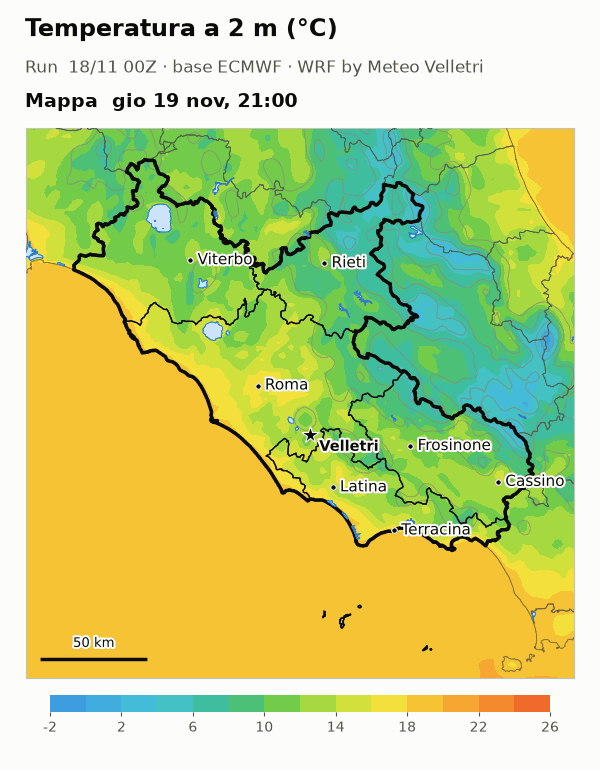 Temperatura a 2 m (°C)
Run  18/11 00Z · base ECMWF · WRF by Meteo Velletri
Mappa  gio 19 nov, 21:00
Viterbo
Rieti
Roma
Velletri
Frosinone
Cassino
Latina
Terracina
50 km
-2 2 6 10 14 18 22 26